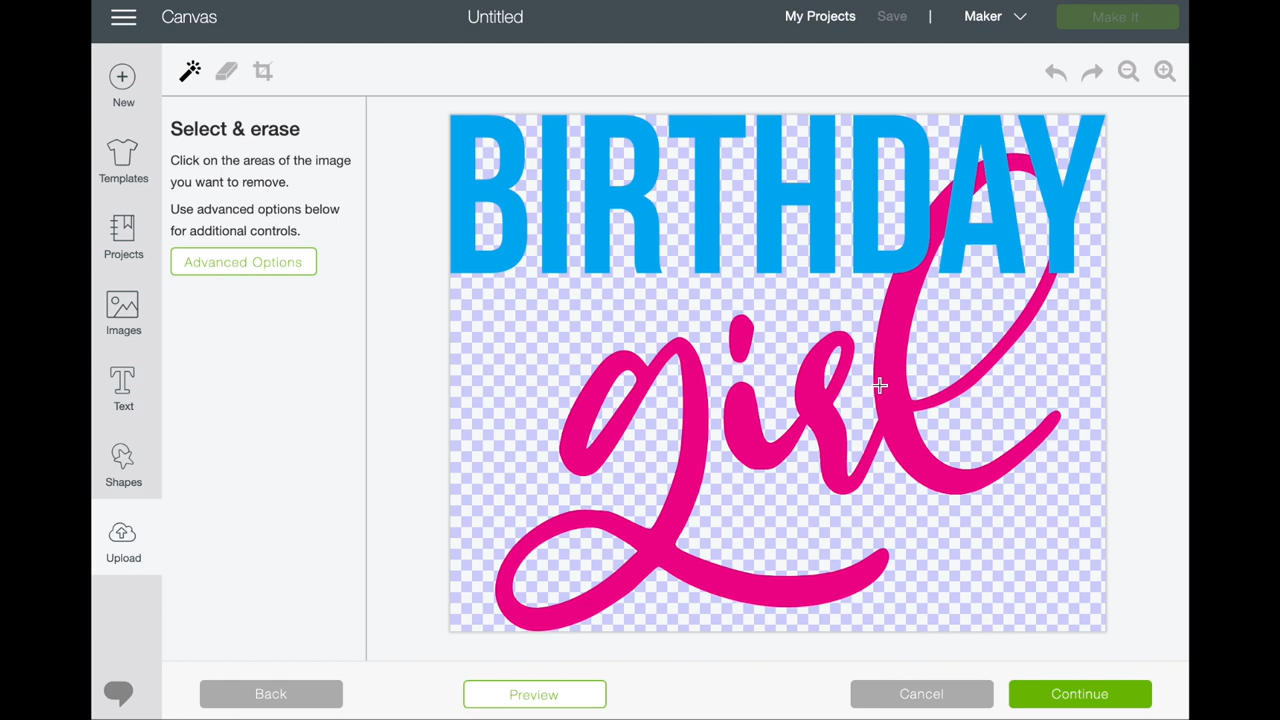 Canvas
Untitled
My Projects Save | Maker Make It
New
Templates
Projects
Images
Text
Shapes
Upload
Select & erase
Click on the areas of the image
you want to remove.
Use advanced options below
for additional controls.
Advanced Options
BIRTHDAY
girl
Back
Preview
Cancel
Continue